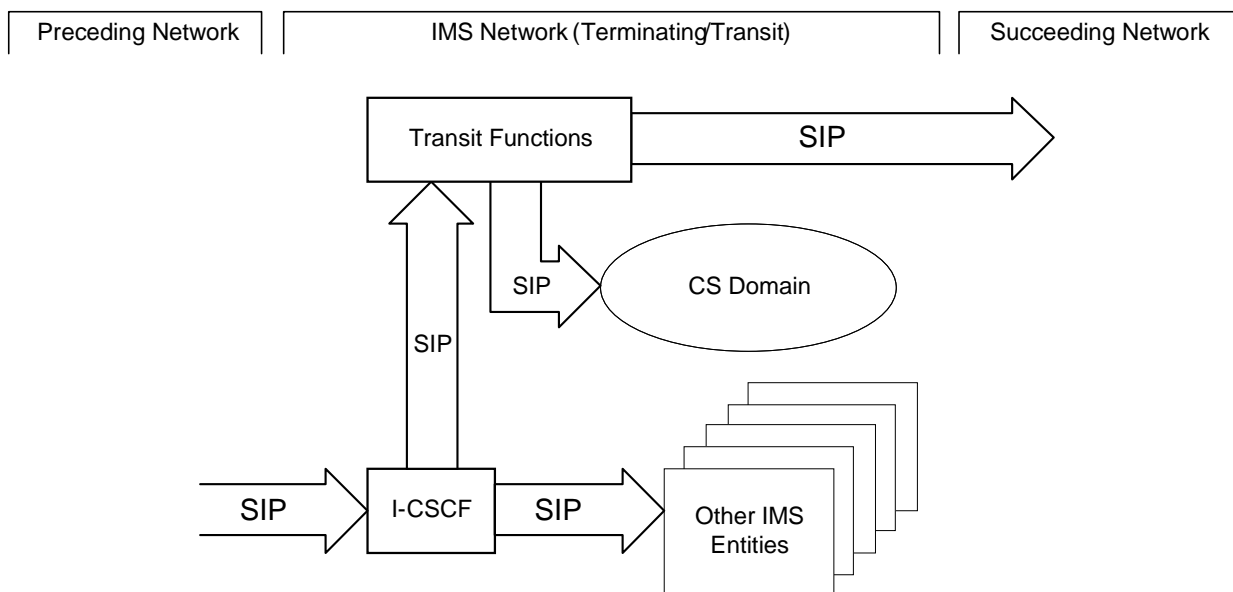 Preceding Network
IMS Network (Terminating/Transit)
Succeeding Network
Transit Functions
SIP
SIP
CS Domain
SIP
SIP
I-CSCF
SIP
Other IMS
Entities